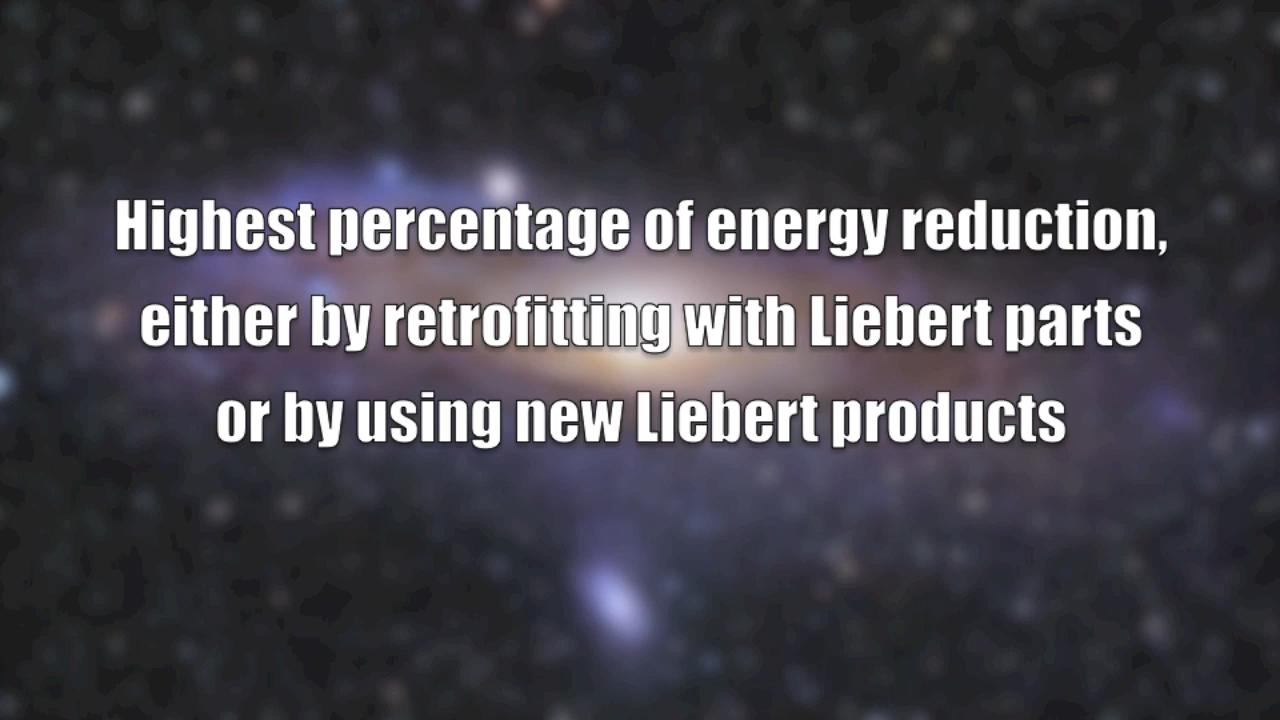 Highest percentage of energy reduction,
either by retrofitting with Liebert parts
or by using new Liebert products